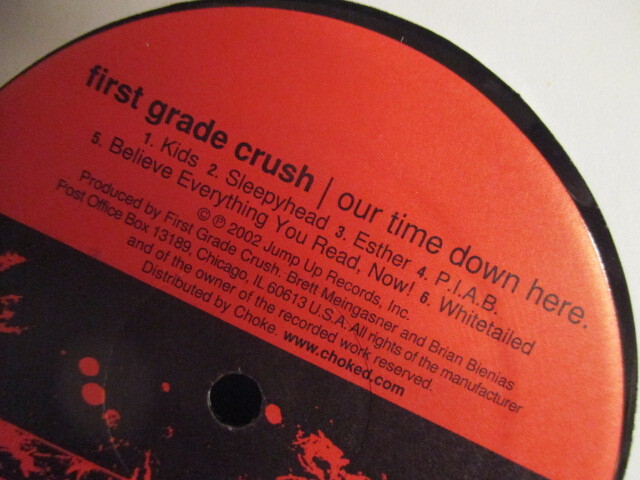 first grade crush | our time down here.
1. Kids 2. Sleepyhead 3. Esther 4. P.I.A.B.
5. Believe Everything You Read, Now! 6. Whitetailed
©℗ 2002 Jump Up Records, Inc.
Produced by First Grade Crush. Brett Meingasner and Brian Bienias
Post Office Box 13189, Chicago, IL 60613 U.S.A. All rights of the manufacturer
and of the owner of the recorded work reserved.
Distributed by Choke. www.choked.com